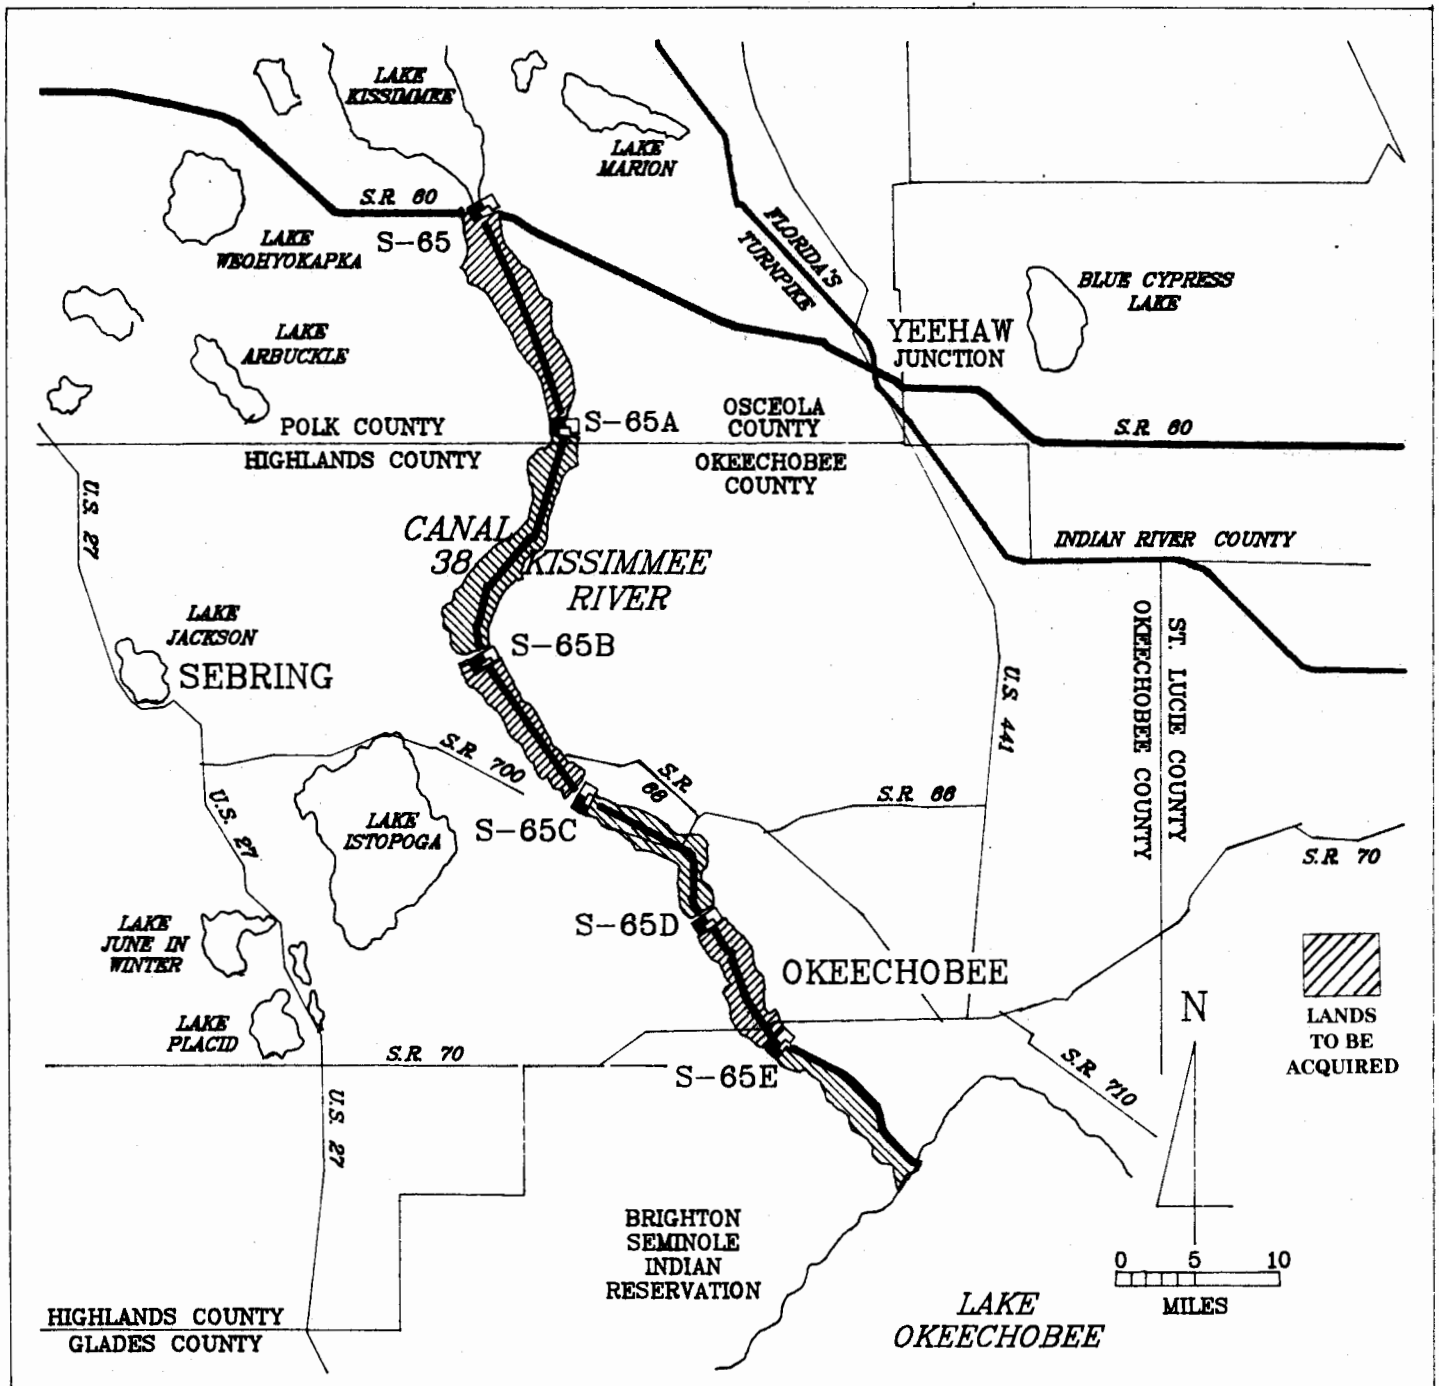 LAKE
KISSIMMEE
LAKE
MARION
S.R. 60
S-65
LAKE
WEOHYOKAPKA
FLORIDA'S
TURNPIKE
BLUE CYPRESS
LAKE
LAKE
ARBUCKLE
YEEHAW
JUNCTION
POLK COUNTY
S-65A
OSCEOLA
COUNTY
S.R. 60
HIGHLANDS COUNTY
OKEECHOBEE
COUNTY
U.S. 27
CANAL
38
KISSIMMEE
RIVER
INDIAN RIVER COUNTY
LAKE
JACKSON
SEBRING
S-65B
OKEECHOBEE COUNTY
ST. LUCIE COUNTY
U.S. 441
S.R. 700
S.R.
68
S.R. 68
U.S. 27
LAKE
ISTOPOGA
S-65C
S.R. 70
LAKE
JUNE IN
WINTER
S-65D
OKEECHOBEE
LANDS
TO BE
ACQUIRED
N
LAKE
PLACID
S.R. 70
S-65E
S.R. 710
U.S. 27
BRIGHTON
SEMINOLE
INDIAN
RESERVATION
0 5 10
MILES
LAKE
OKEECHOBEE
HIGHLANDS COUNTY
GLADES COUNTY